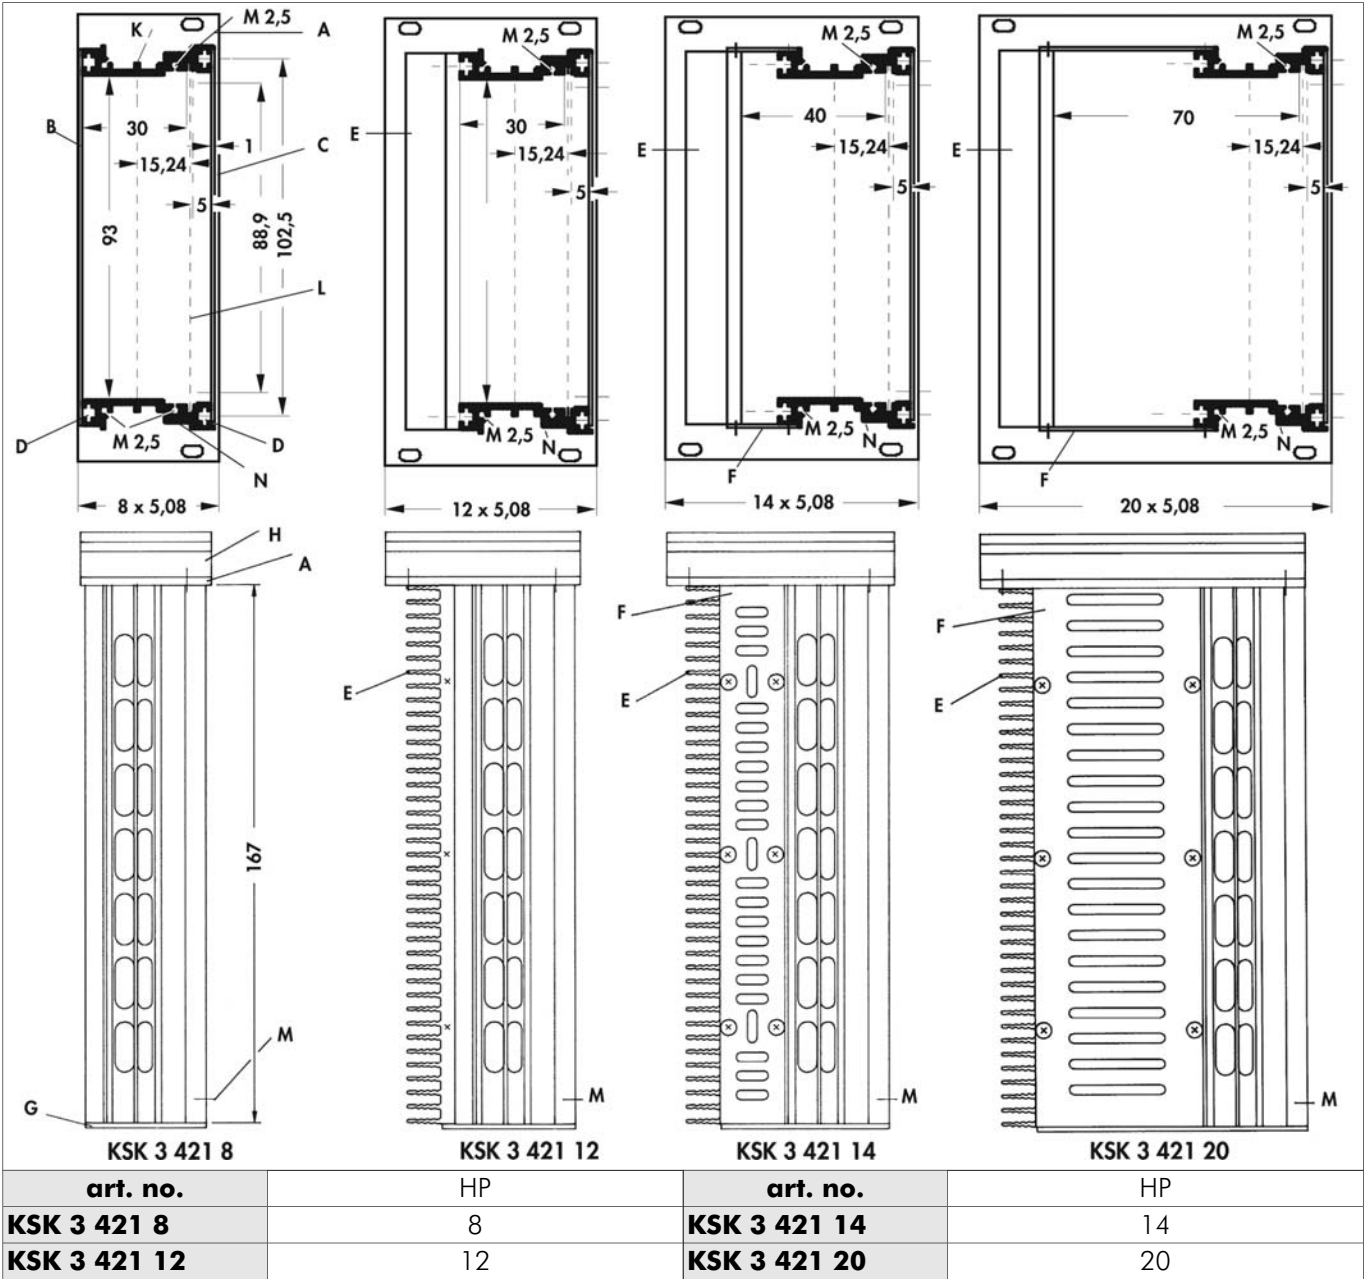 K
M 2,5
A
B
30
1
C
15,24
5
93
88,9
102,5
L
D
M 2,5
D
N
8 x 5,08
M 2,5
E
30
15,24
5
M 2,5
N
12 x 5,08
M 2,5
E
40
15,24
5
M 2,5
N
F
14 x 5,08
M 2,5
E
70
15,24
5
M 2,5
N
F
20 x 5,08
H
A
167
M
G
KSK 3 421 8
E
M
KSK 3 421 12
F
E
M
KSK 3 421 14
F
E
M
KSK 3 421 20
art. no. HP art. no. HP
KSK 3 421 8 8 KSK 3 421 14 14
KSK 3 421 12 12 KSK 3 421 20 20